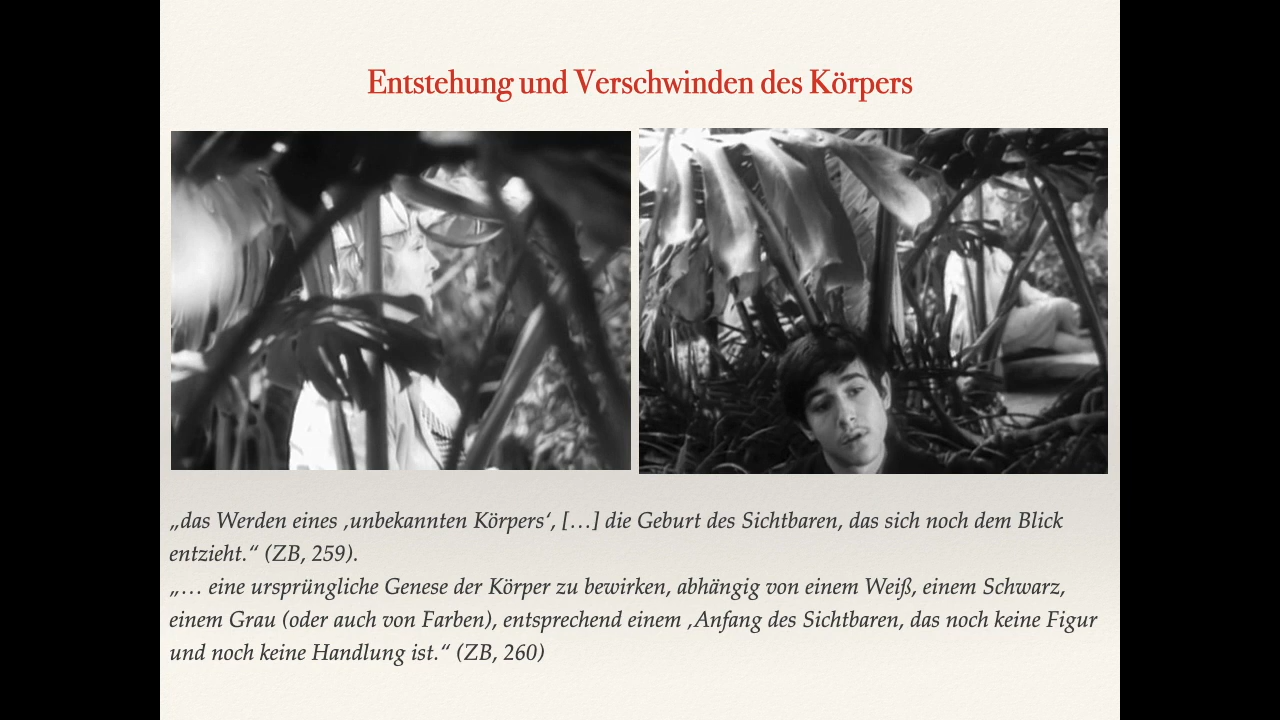 Entstehung und Verschwinden des Körpers
„das Werden eines ‚unbekannten Körpers‘, […] die Geburt des Sichtbaren, das sich noch dem Blick
entzieht.“ (ZB, 259).
„… eine ursprüngliche Genese der Körper zu bewirken, abhängig von einem Weiß, einem Schwarz,
einem Grau (oder auch von Farben), entsprechend einem ‚Anfang des Sichtbaren, das noch keine Figur
und noch keine Handlung ist.“ (ZB, 260)